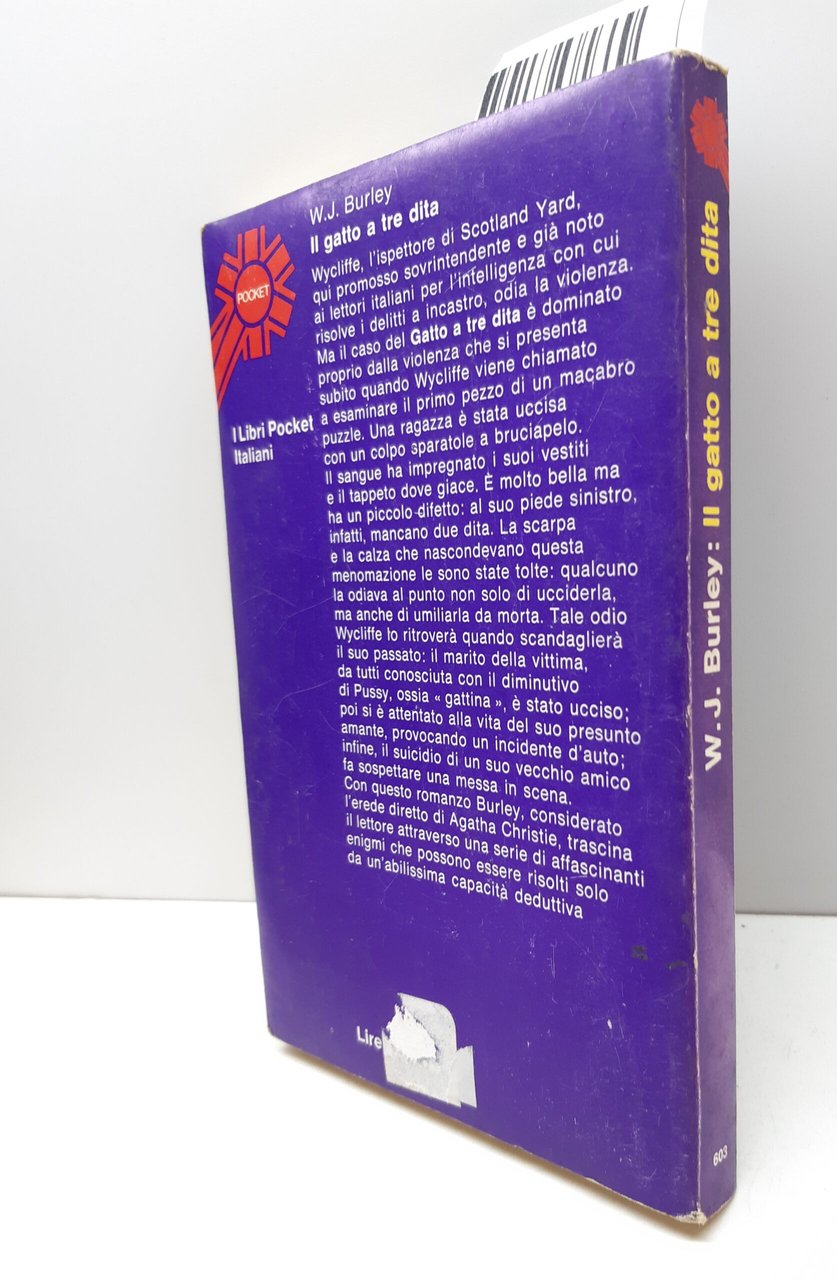 W.J. Burley
Il gatto a tre dita
Wycliffe, l'ispettore di Scotland Yard,
qui promosso sovrintendente e già noto
ai lettori italiani per l'intelligenza con cui
risolve i delitti a incastro, odia la violenza.
Ma il caso del Gatto a tre dita è dominato
proprio dalla violenza che si presenta
subito quando Wycliffe viene chiamato
a esaminare il primo pezzo di un macabro
puzzle. Una ragazza è stata uccisa
con un colpo sparatole a bruciapelo.
Il sangue ha impregnato i suoi vestiti
e il tappeto dove giace. È molto bella ma
ha un piccolo difetto: al suo piede sinistro,
infatti, mancano due dita. La scarpa
e la calza che nascondevano questa
menomazione le sono state tolte: qualcuno
la odiava al punto non solo di ucciderla,
ma anche di umiliarla da morta. Tale odio
Wycliffe lo ritroverà quando scandaglierà
il suo passato: il marito della vittima,
da tutti conosciuta con il diminutivo
di Pussy, ossia « gattina », è stato ucciso;
poi si è attentato alla vita del suo presunto
amante, provocando un incidente d'auto;
infine, il suicidio di un suo vecchio amico
fa sospettare una messa in scena.
Con questo romanzo Burley, considerato
l'erede diretto di Agatha Christie, trascina
il lettore attraverso una serie di affascinanti
enigmi che possono essere risolti solo
da un'abilissima capacità deduttiva
POCKET
I Libri Pocket
Italiani
Lire
W.J. Burley: Il gatto a tre dita
603